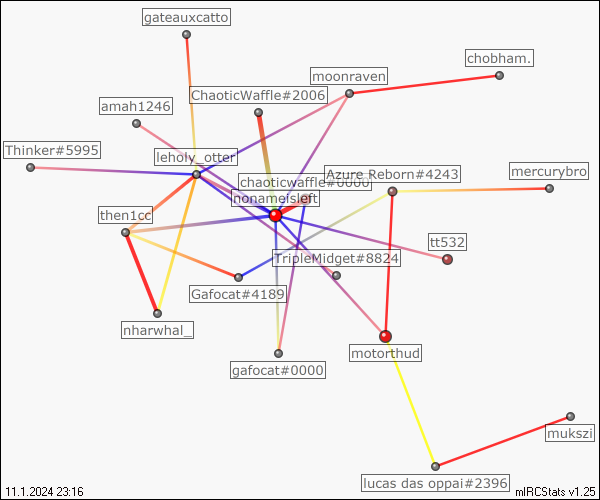 gateauxcatto
chobham.
moonraven
ChaoticWaffle#2006
amah1246
Thinker#5995
leholy_otter
Azure Reborn#4243
mercurybro
chaoticwaffle#0000
nonameisleft
then1cc
tt532
TripleMidget#8824
Gafocat#4189
nharwhal_
motorthud
gafocat#0000
mukszi
lucas das oppai#2396
11.1.2024 23:16
mIRCStats v1.25